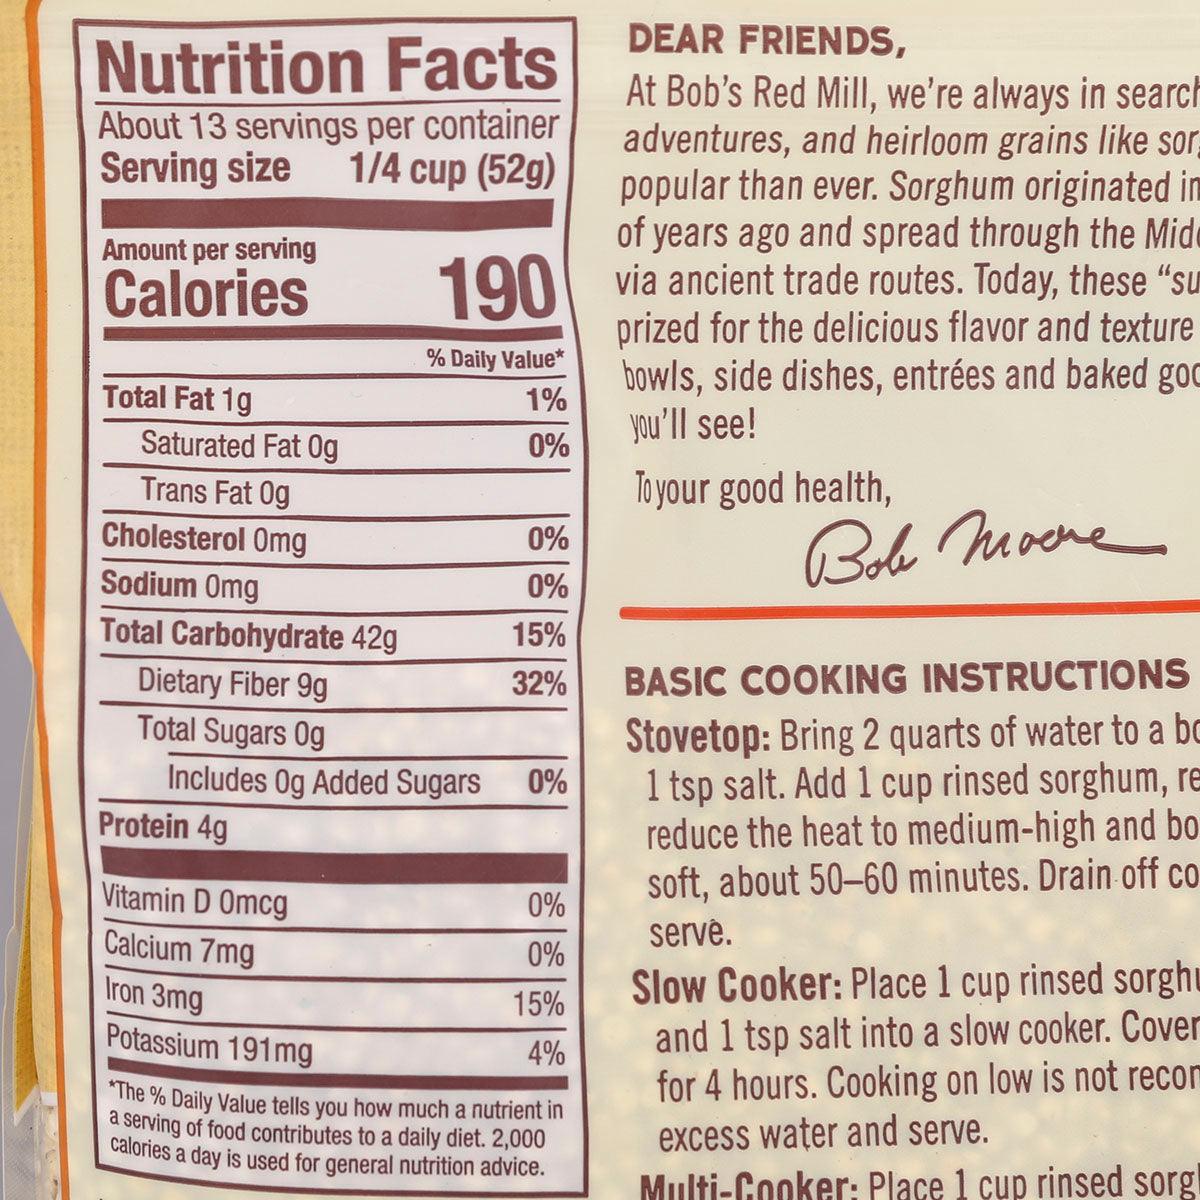 Nutrition Facts
About 13 servings per container
Serving size 1/4 cup (52g)
Amount per serving
Calories 190
% Daily Value*
Total Fat 1g 1%
Saturated Fat 0g 0%
Trans Fat 0g
Cholesterol 0mg 0%
Sodium 0mg 0%
Total Carbohydrate 42g 15%
Dietary Fiber 9g 32%
Total Sugars 0g
Includes 0g Added Sugars 0%
Protein 4g
Vitamin D 0mcg 0%
Calcium 7mg 0%
Iron 3mg 15%
Potassium 191mg 4%
*The % Daily Value tells you how much a nutrient in
a serving of food contributes to a daily diet. 2,000
calories a day is used for general nutrition advice.
DEAR FRIENDS,
At Bob's Red Mill, we're always in search
adventures, and heirloom grains like
popular than ever. Sorghum originated in
of years ago and spread through the
via ancient trade routes. Today, these
prized for the delicious flavor and texture
bowls, side dishes, entrées and baked
you'll see!
To your good health,
Bob Moore
BASIC COOKING INSTRUCTIONS
Stovetop: Bring 2 quarts of water to a
1 tsp salt. Add 1 cup rinsed sorghum,
reduce the heat to medium-high and
soft, about 50–60 minutes. Drain off
serve.
Slow Cooker: Place 1 cup rinsed
and 1 tsp salt into a slow cooker. Cover
for 4 hours. Cooking on low is not
excess water and serve.
Multi-Cooker: Place 1 cup rinsed